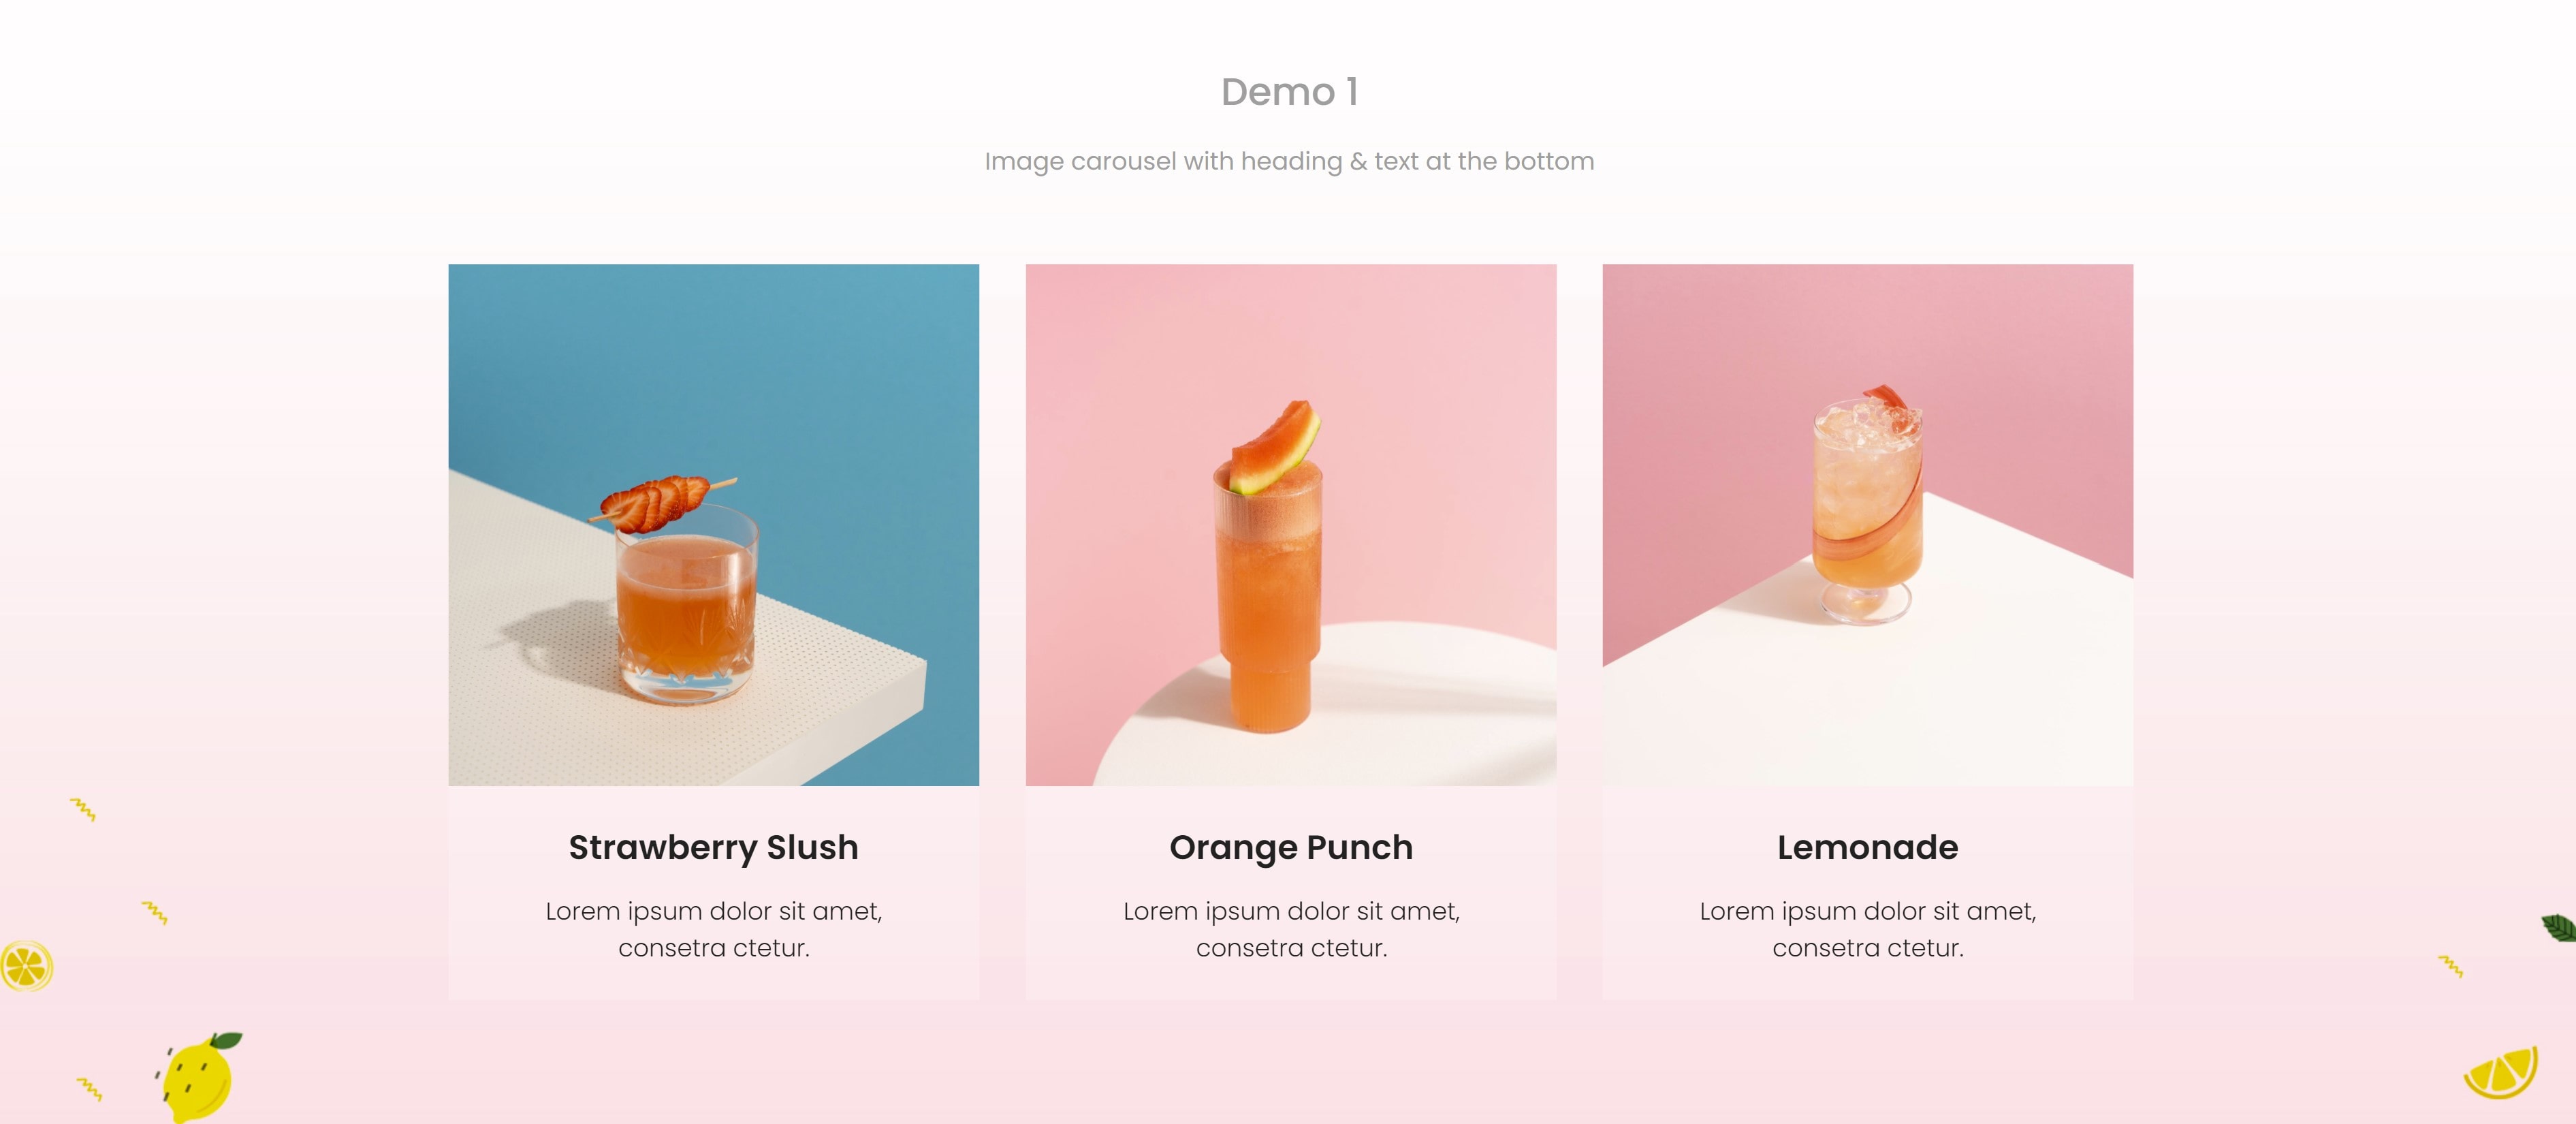 Demo 1
Image carousel with heading & text at the bottom
Strawberry Slush
Lorem ipsum dolor sit amet,
consetra ctetur.
Orange Punch
Lorem ipsum dolor sit amet,
consetra ctetur.
Lemonade
Lorem ipsum dolor sit amet,
consetra ctetur.